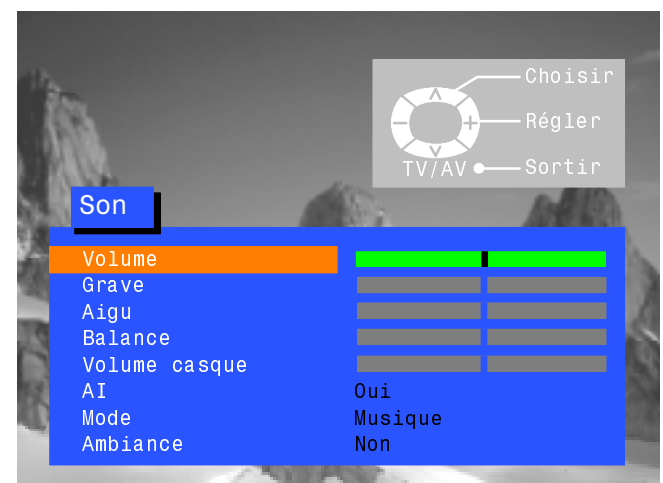 Choisir
Régler
TV/AV Sortir
Son
Volume
Grave
Aigu
Balance
Volume casque
AI Oui
Mode Musique
Ambiance Non